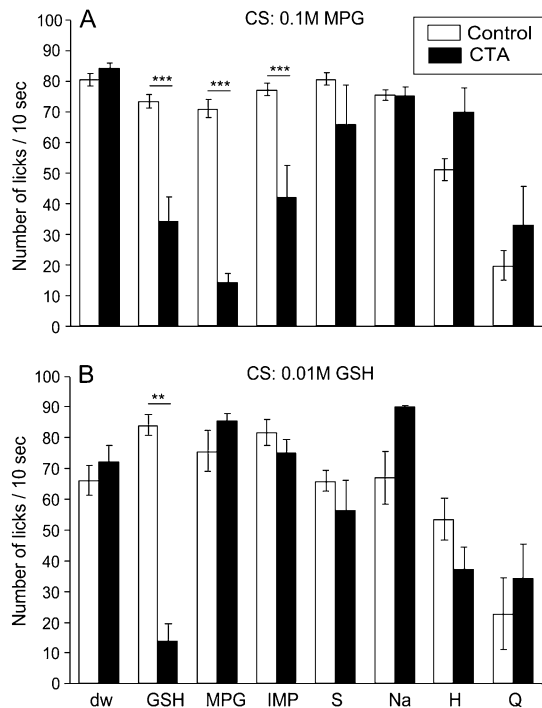 A
CS: 0.1M MPG
Control
CTA
Number of licks / 10 sec
100
90
80
70
60
50
40
30
20
10
0
***
***
***
B
CS: 0.01M GSH
Number of licks / 10 sec
100
90
80
70
60
50
40
30
20
10
0
**
dw GSH MPG IMP S Na H Q